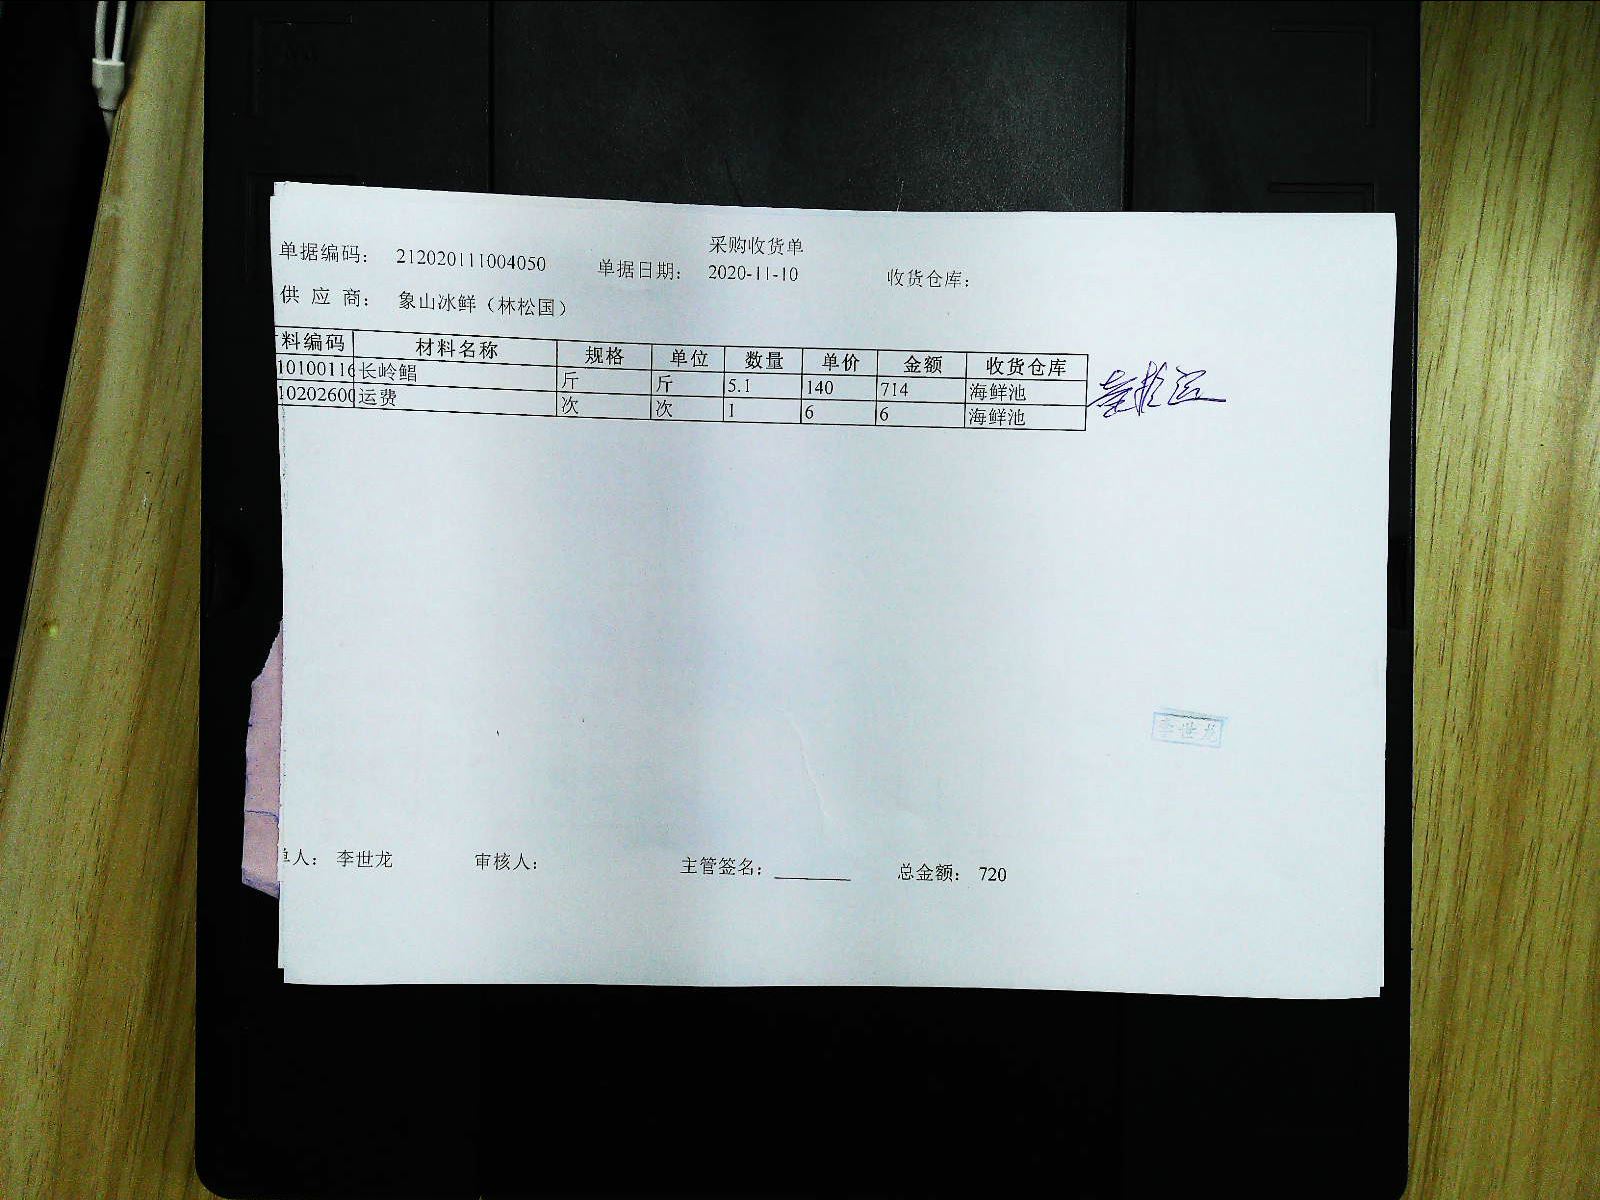 采购收货单
单据编码： 212020111004050 单据日期： 2020-11-10 收货仓库：
供 应 商： 象山冰鲜（林松国）
料编码 材料名称 规格 单位 数量 单价 金额 收货仓库
10100116 长岭鲳 斤 斤 5.1 140 714 海鲜池
10202600 运费 次 次 1 6 6 海鲜池
李世龙
单人： 李世龙 审核人： 主管签名： 总金额： 720